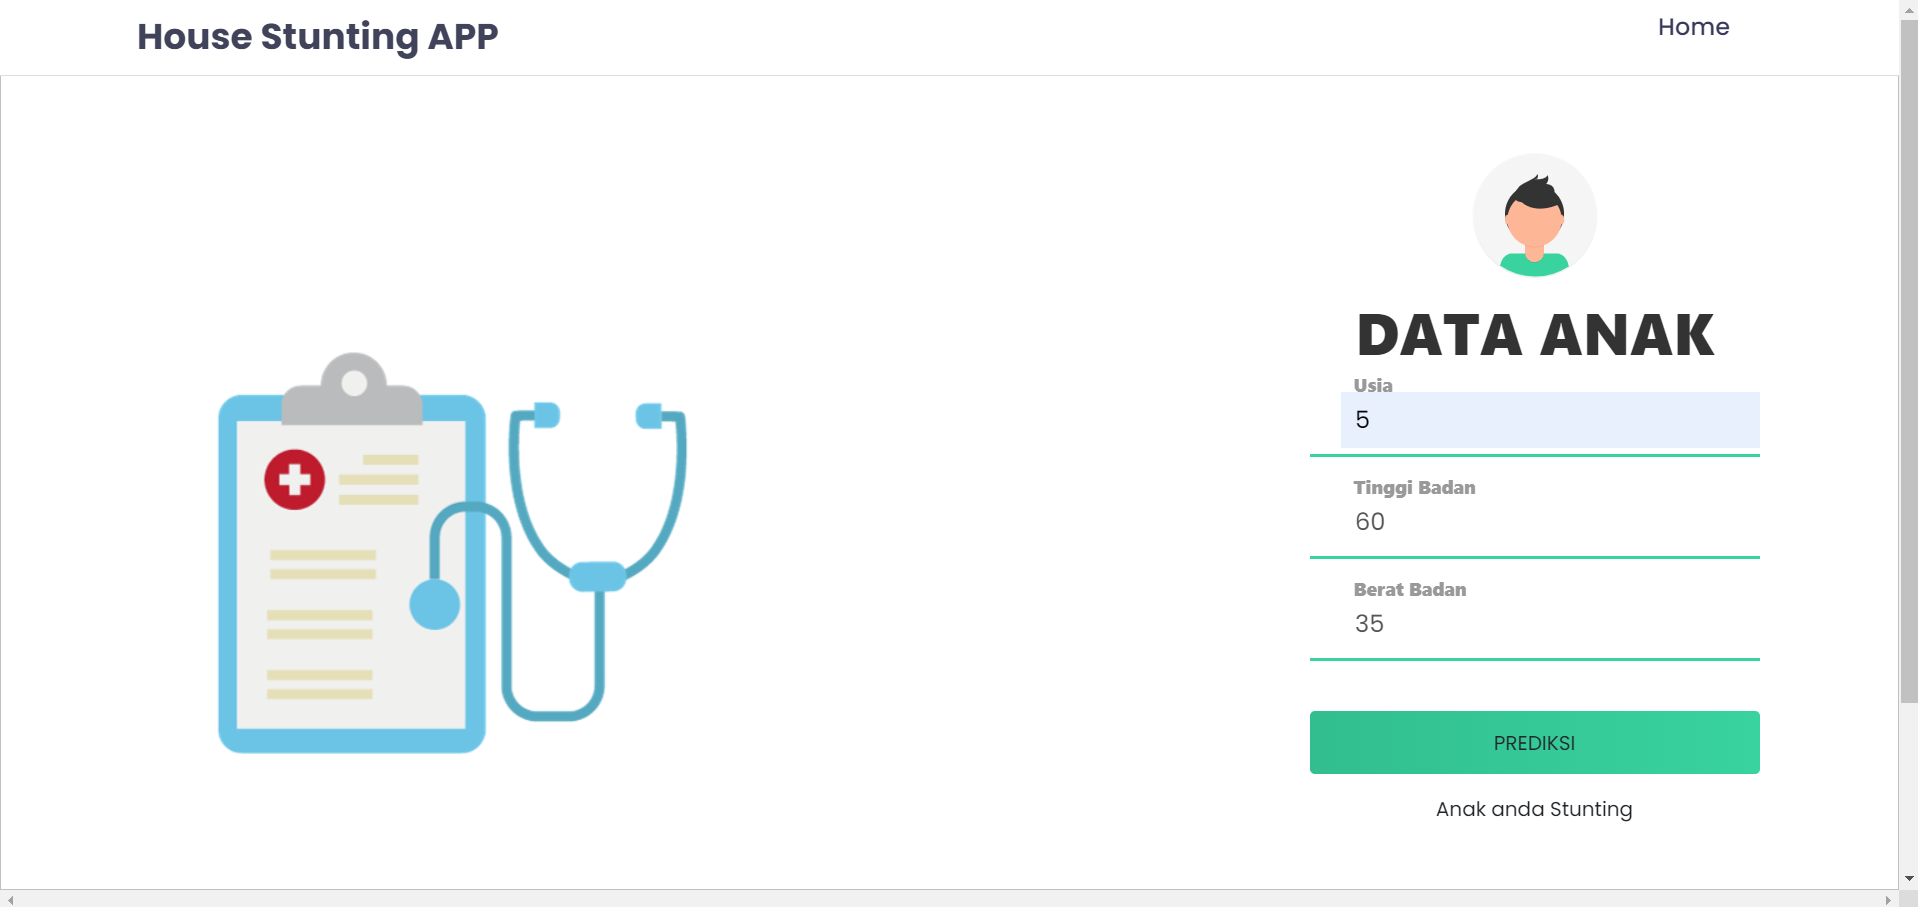 House Stunting APP
Home
DATA ANAK
Usia
5
Tinggi Badan
60
Berat Badan
35
PREDIKSI
Anak anda Stunting